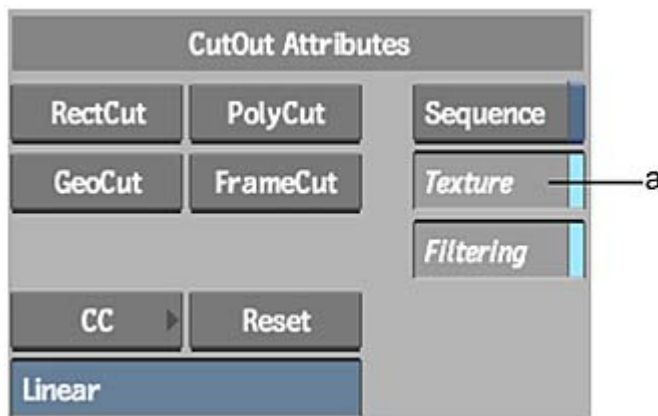 CutOut Attributes
RectCut PolyCut Sequence
GeoCut FrameCut Texture a
Filtering
CC Reset
Linear